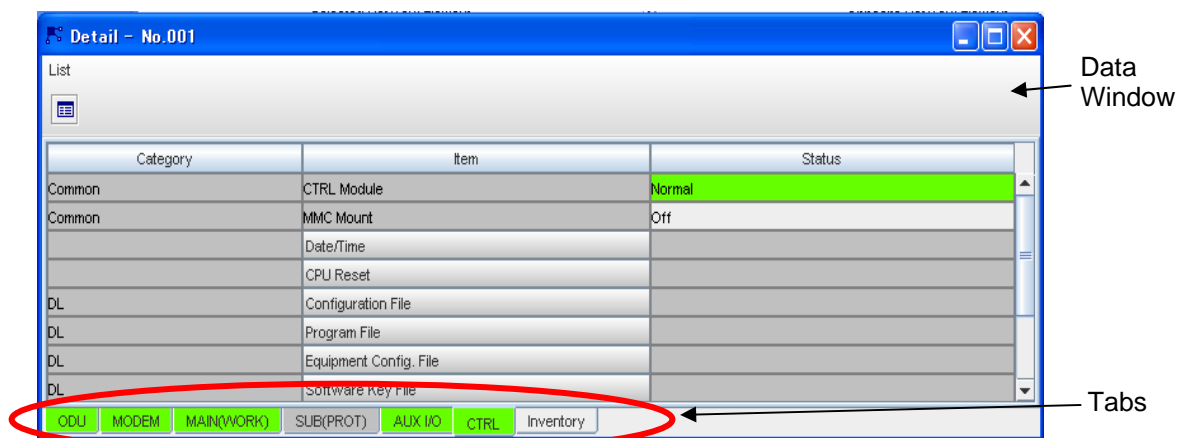 Detail - No.001
List
Data
Window
Category Item Status
Common CTRL Module Normal
Common MMC Mount Off
Date/Time
CPU Reset
DL Configuration File
DL Program File
DL Equipment Config. File
DL Software Key File
ODU MODEM MAIN(WORK) SUB(PROT) AUX I/O CTRL Inventory
Tabs